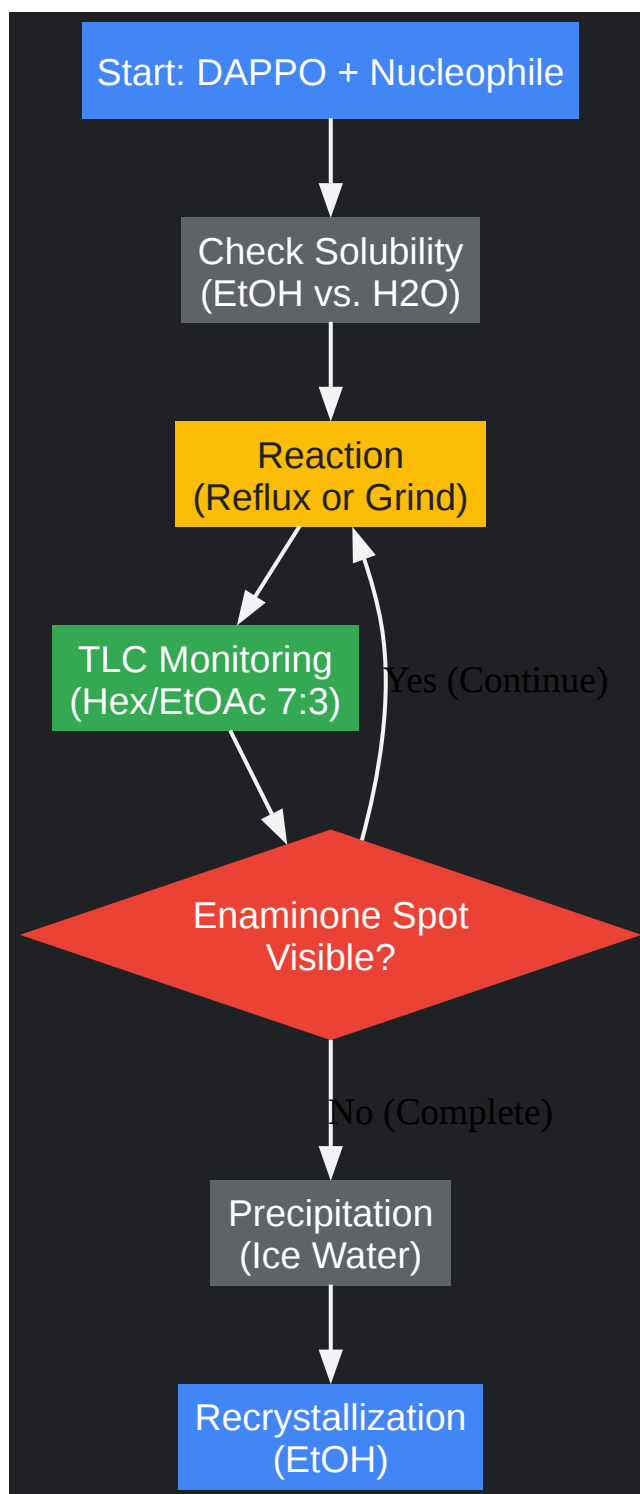 Start: DAPPO + Nucleophile
Check Solubility
(EtOH vs. H2O)
Reaction
(Reflux or Grind)
TLC Monitoring
(Hex/EtOAc 7:3)
Yes (Continue)
Enaminone Spot
Visible?
No (Complete)
Precipitation
(Ice Water)
Recrystallization
(EtOH)